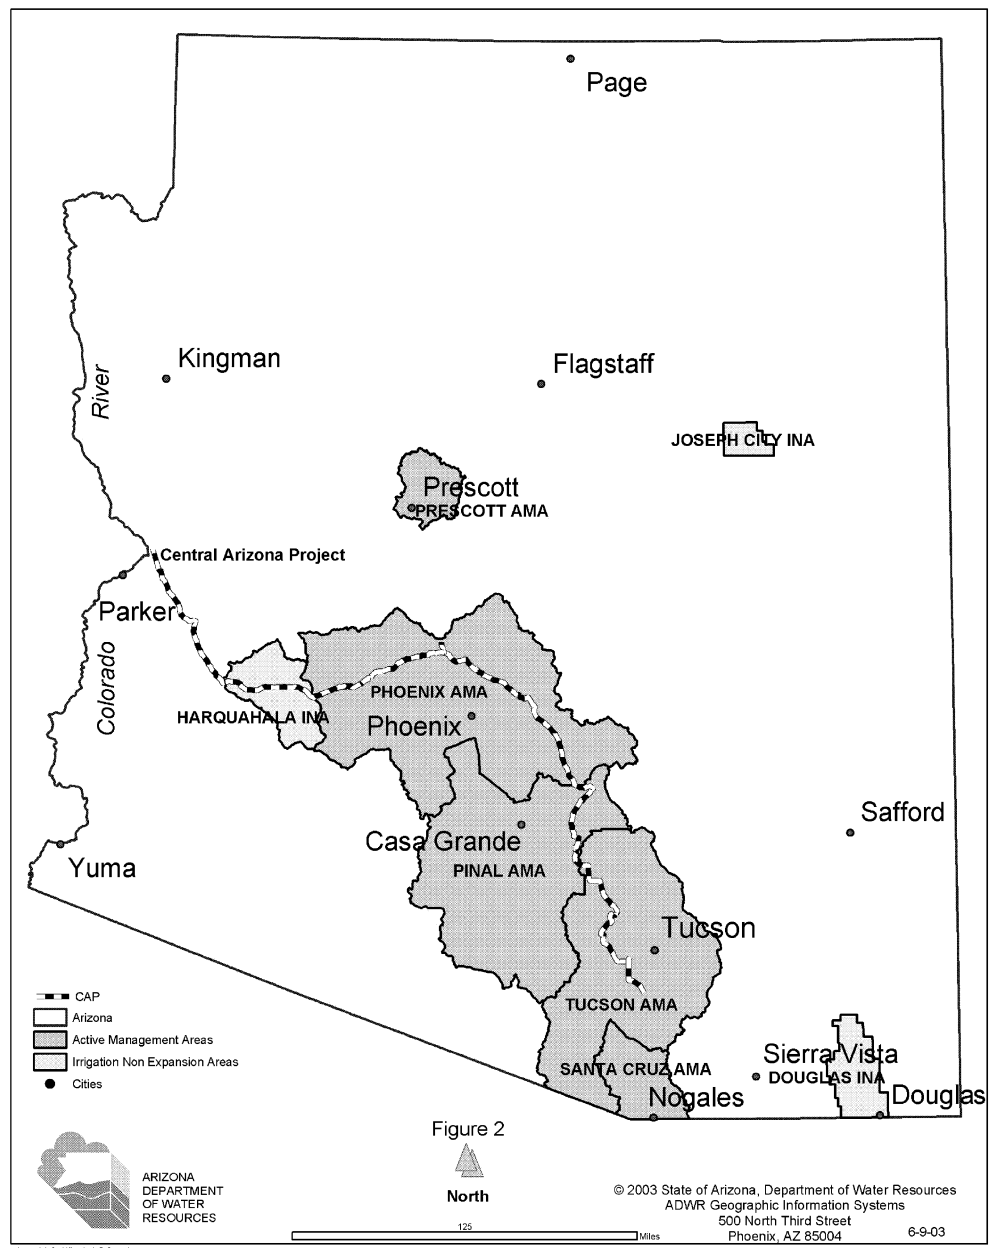 Page
Kingman
Flagstaff
River
JOSEPH CITY INA
Prescott
PRESCOTT AMA
Central Arizona Project
Parker
Colorado
PHOENIX AMA
HARQUAHALA INA
Phoenix
Safford
Casa Grande
Yuma
PINAL AMA
Tucson
CAP
TUCSON AMA
Arizona
Active Management Areas
Sierra Vista
Irrigation Non Expansion Areas
SANTA CRUZ AMA
DOUGLAS INA
Cities
Nogales
Douglas
Figure 2
ARIZONA
DEPARTMENT
OF WATER
RESOURCES
North
© 2003 State of Arizona, Department of Water Resources
ADWR Geographic Information Systems
500 North Third Street
Phoenix, AZ 85004
6-9-03
125
Miles